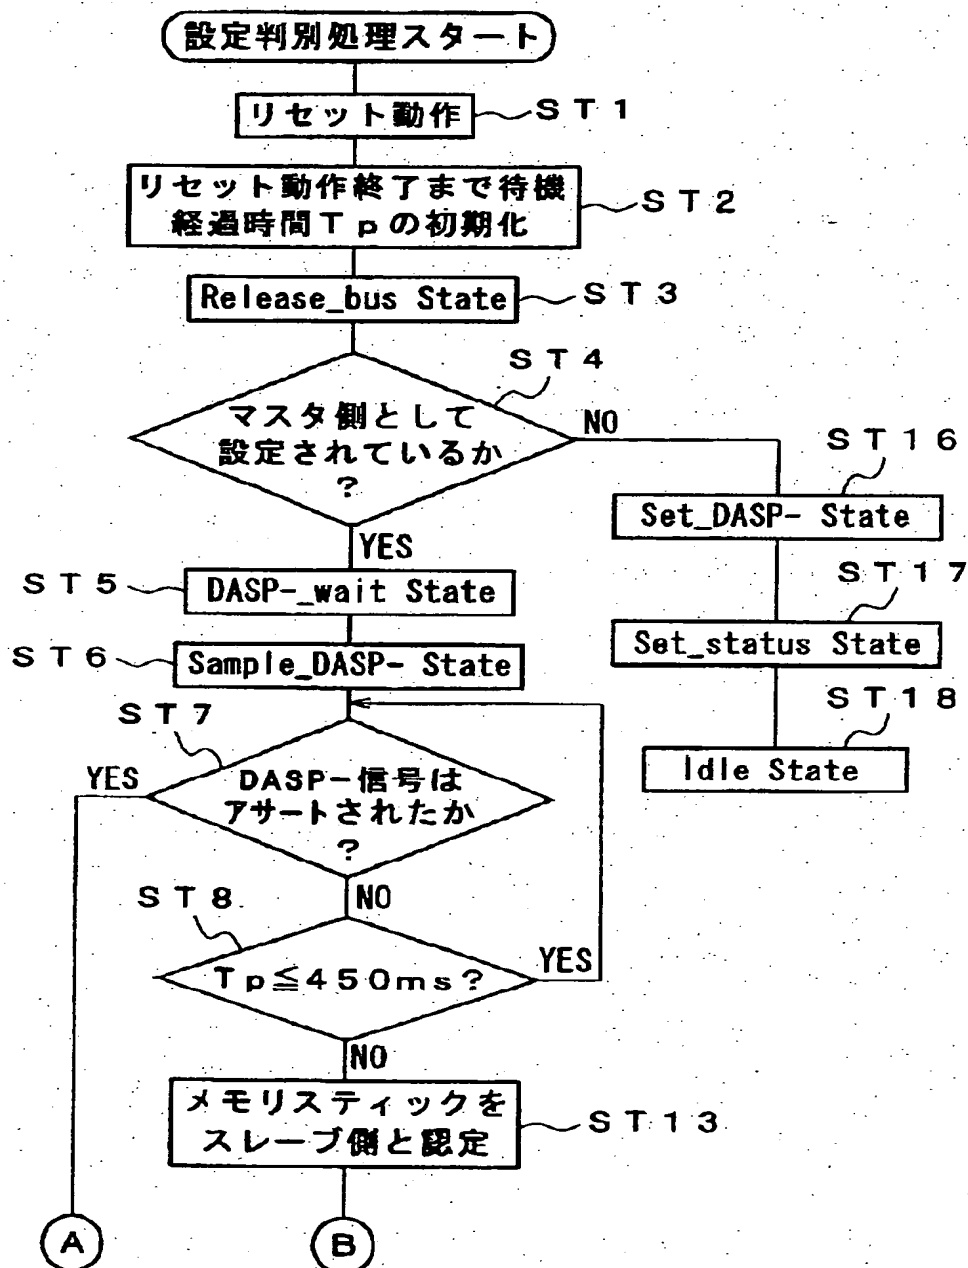 設定判別処理スタート
リセット動作
ST1
リセット動作終了まで待機
経過時間Tpの初期化
ST2
Release_bus State
ST3
ST4
マスタ側として
設定されているか
?
NO
YES
ST16
Set_DASP- State
ST5
DASP-_wait State
ST17
Set_status State
ST6
Sample_DASP- State
ST18
Idle State
ST7
YES
DASP-信号は
アサートされたか
?
NO
ST8
Tp≦450ms?
YES
NO
メモリスティックを
スレーブ側と認定
ST13
A
B